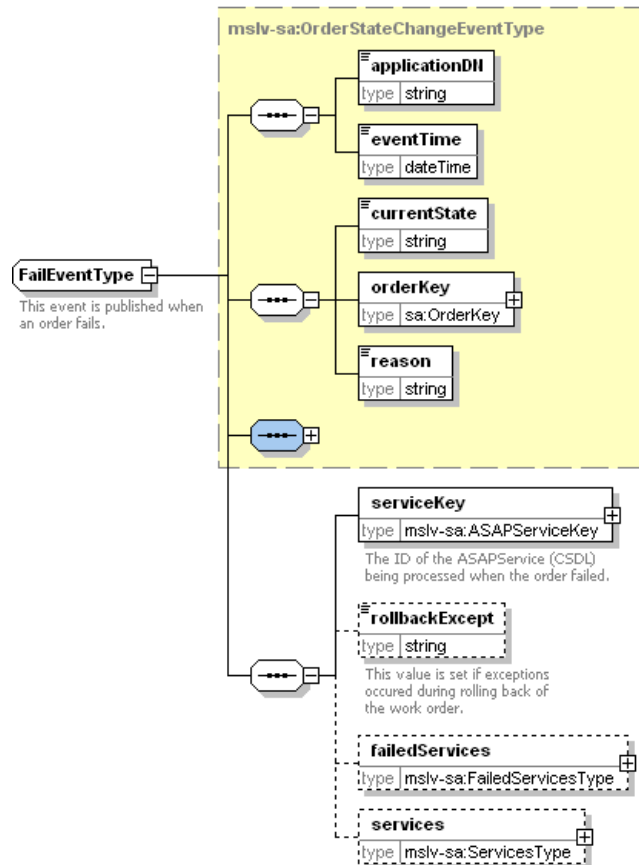 mslv-sa:OrderStateChangeEventType
applicationDN
type string
eventTime
type dateTime
currentState
type string
FailEventType
This event is published when
an order fails.
orderKey
type sa:OrderKey
reason
type string
serviceKey
type mslv-sa:ASAPServiceKey
The ID of the ASAPService (CSDL)
being processed when the order failed.
rollbackExcept
type string
This value is set if exceptions
occured during rolling back of
the work order.
failedServices
type mslv-sa:FailedServicesType
services
type mslv-sa:ServicesType